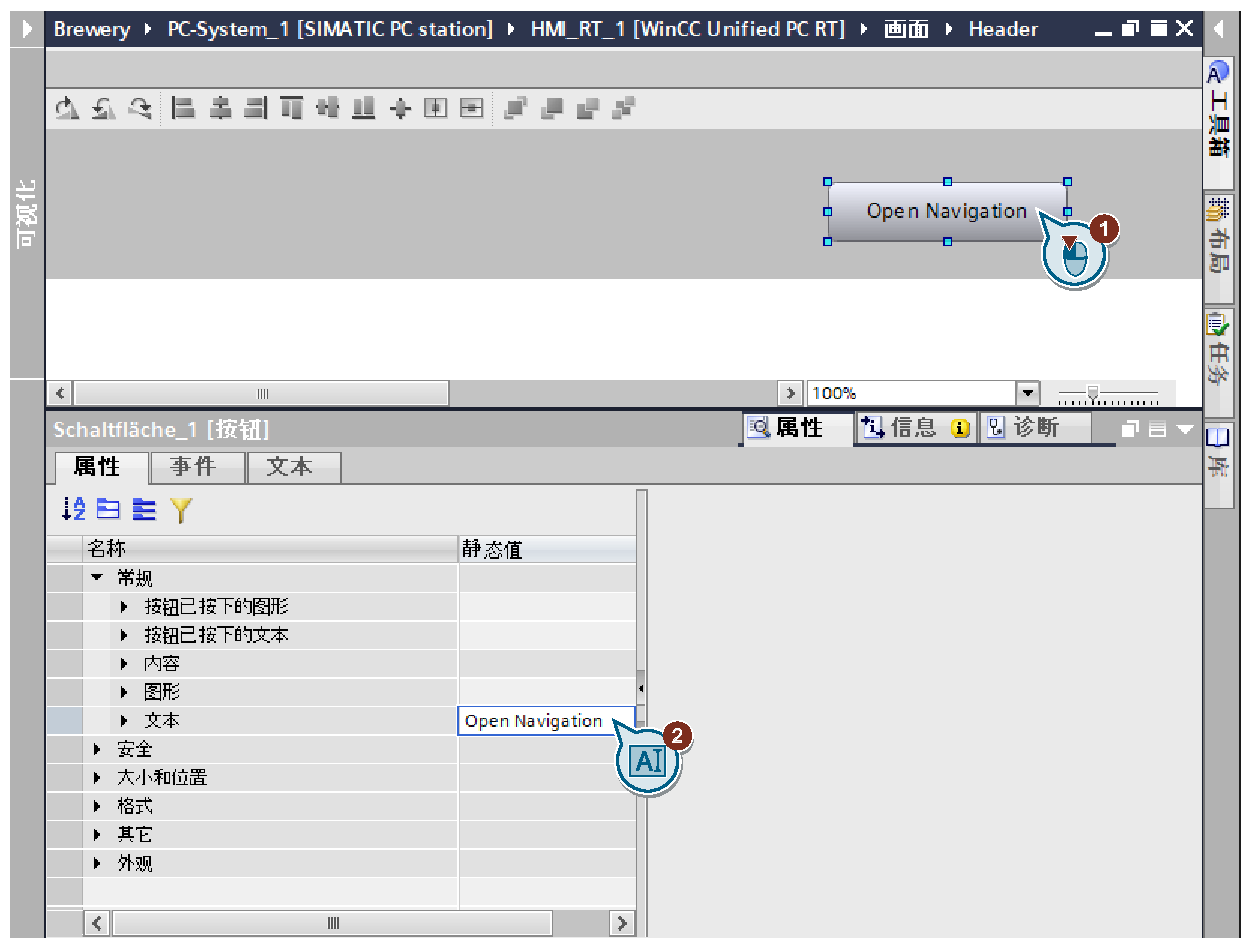 Brewery ▸ PC-System_1 [SIMATIC PC station] ▸ HMI_RT_1 [WinCC Unified PC RT] ▸ 画面 ▸ Header
可视化
工具箱
布局
任务
库
Open Navigation
1
100%
Schaltfläche_1 [按钮]
属性
信息
诊断
属性
事件
文本
名称
静态值
常规
按钮已按下的图形
按钮已按下的文本
内容
图形
文本
Open Navigation
2
AI
安全
大小和位置
格式
其它
外观